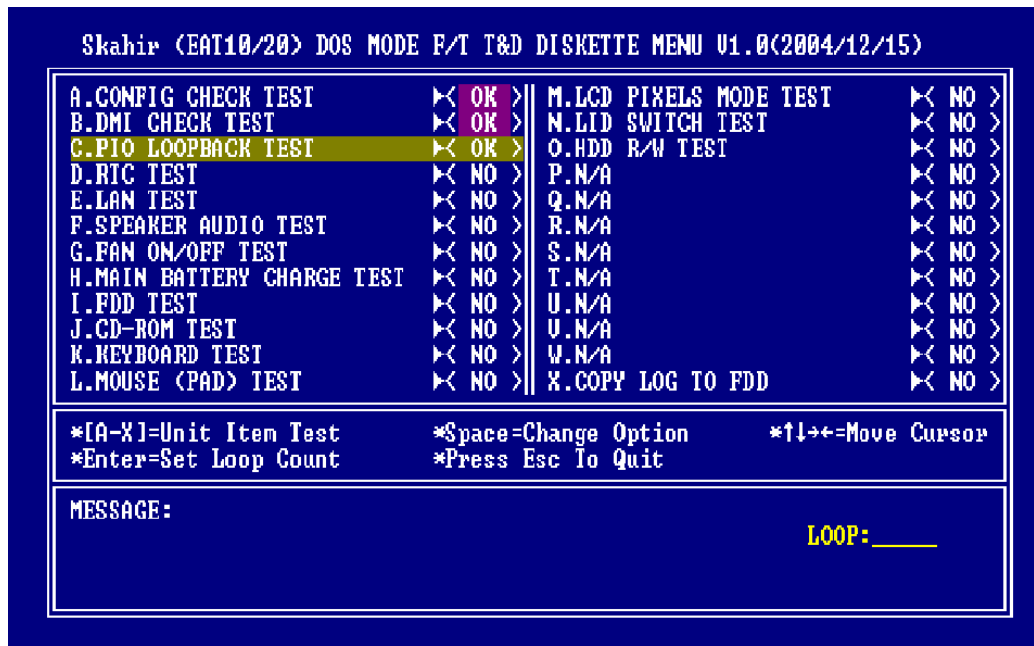 Skahir (EAT10/20) DOS MODE F/T T&D DISKETTE MENU V1.0(2004/12/15)
A.CONFIG CHECK TEST ►< OK >
B.DMI CHECK TEST ►< OK >
C.PIO LOOPBACK TEST ►< OK >
D.RTC TEST ►< NO >
E.LAN TEST ►< NO >
F.SPEAKER AUDIO TEST ►< NO >
G.FAN ON/OFF TEST ►< NO >
H.MAIN BATTERY CHARGE TEST ►< NO >
I.FDD TEST ►< NO >
J.CD-ROM TEST ►< NO >
K.KEYBOARD TEST ►< NO >
L.MOUSE (PAD) TEST ►< NO >
M.LCD PIXELS MODE TEST ►< NO >
N.LID SWITCH TEST ►< NO >
O.HDD R/W TEST ►< NO >
P.N/A ►< NO >
Q.N/A ►< NO >
R.N/A ►< NO >
S.N/A ►< NO >
T.N/A ►< NO >
U.N/A ►< NO >
V.N/A ►< NO >
W.N/A ►< NO >
X.COPY LOG TO FDD ►< NO >
*[A-X]=Unit Item Test *Space=Change Option *↑↓→←=Move Cursor
*Enter=Set Loop Count *Press Esc To Quit
MESSAGE:
LOOP:_____